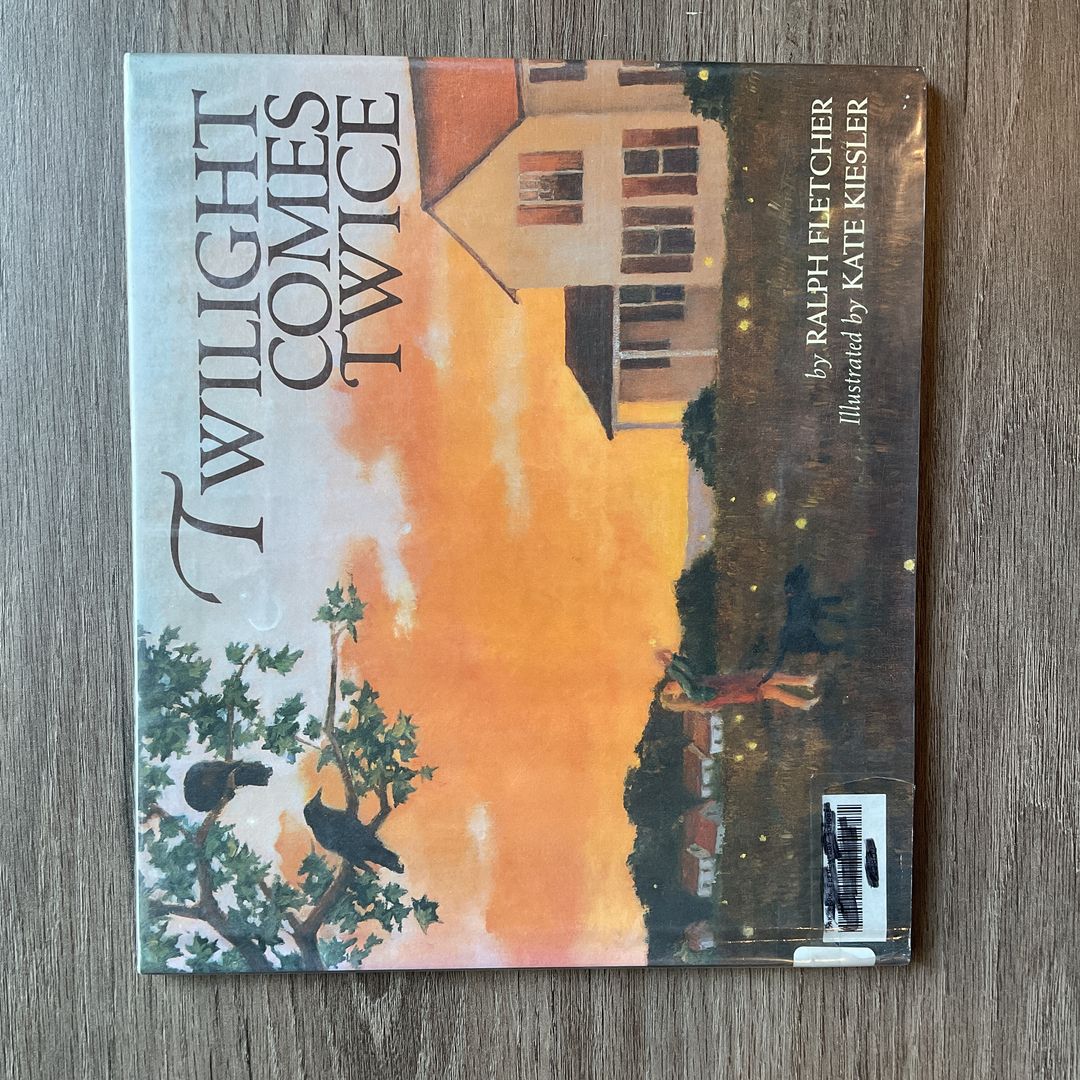 TWILIGHT
COMES
TWICE
by RALPH FLETCHER
Illustrated by KATE KIESLER